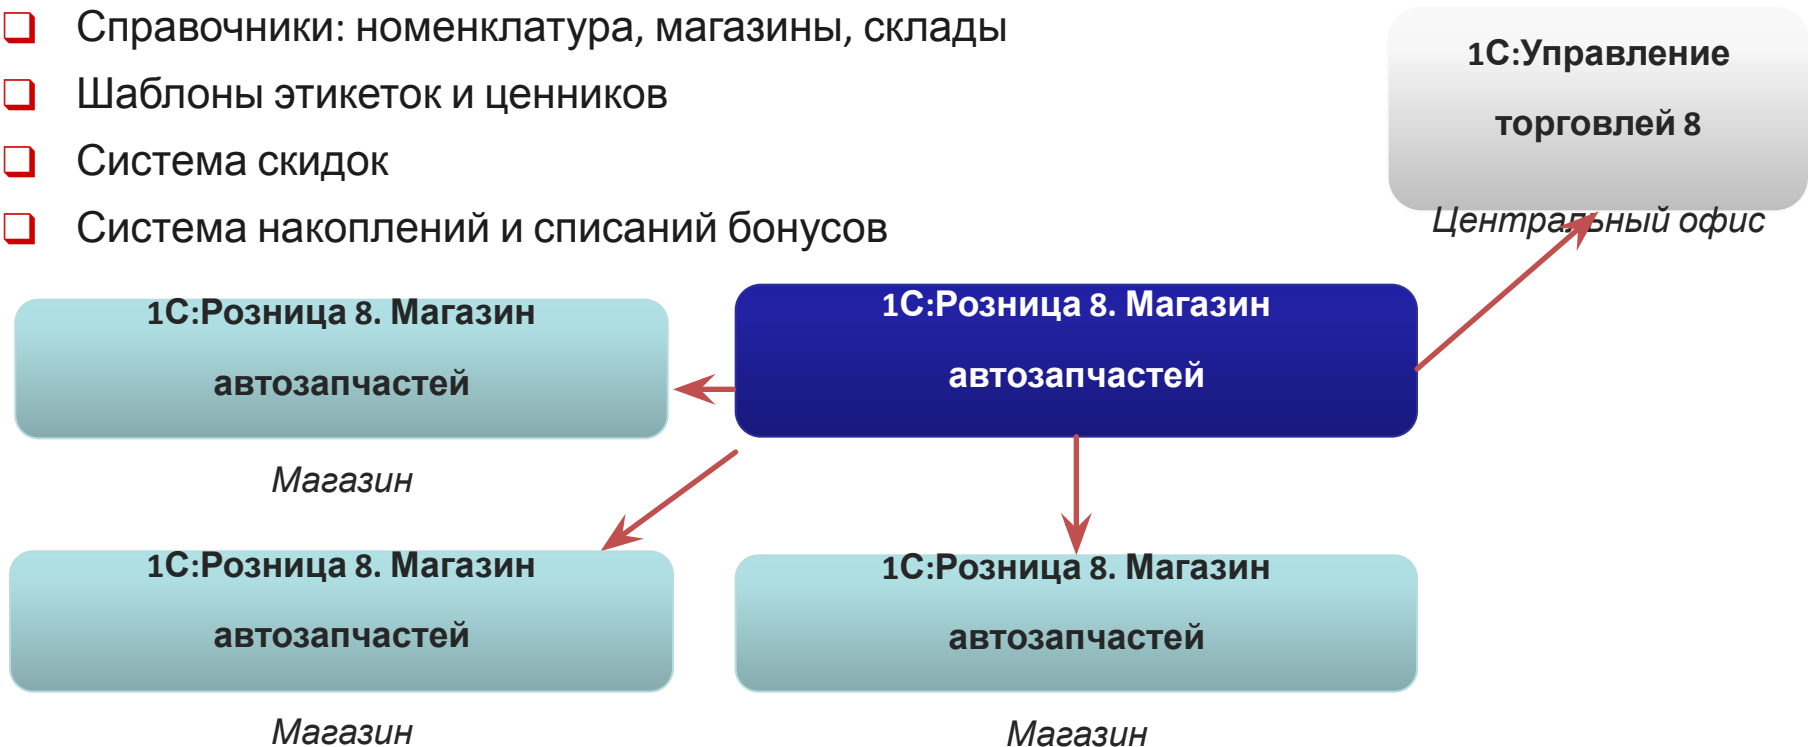 Справочники: номенклатура, магазины, склады
Шаблоны этикеток и ценников
Система скидок
Система накоплений и списаний бонусов
1С:Управление
торговлей 8
Центральный офис
1С:Розница 8. Магазин
автозапчастей
Магазин
1С:Розница 8. Магазин
автозапчастей
1С:Розница 8. Магазин
автозапчастей
Магазин
1С:Розница 8. Магазин
автозапчастей
Магазин